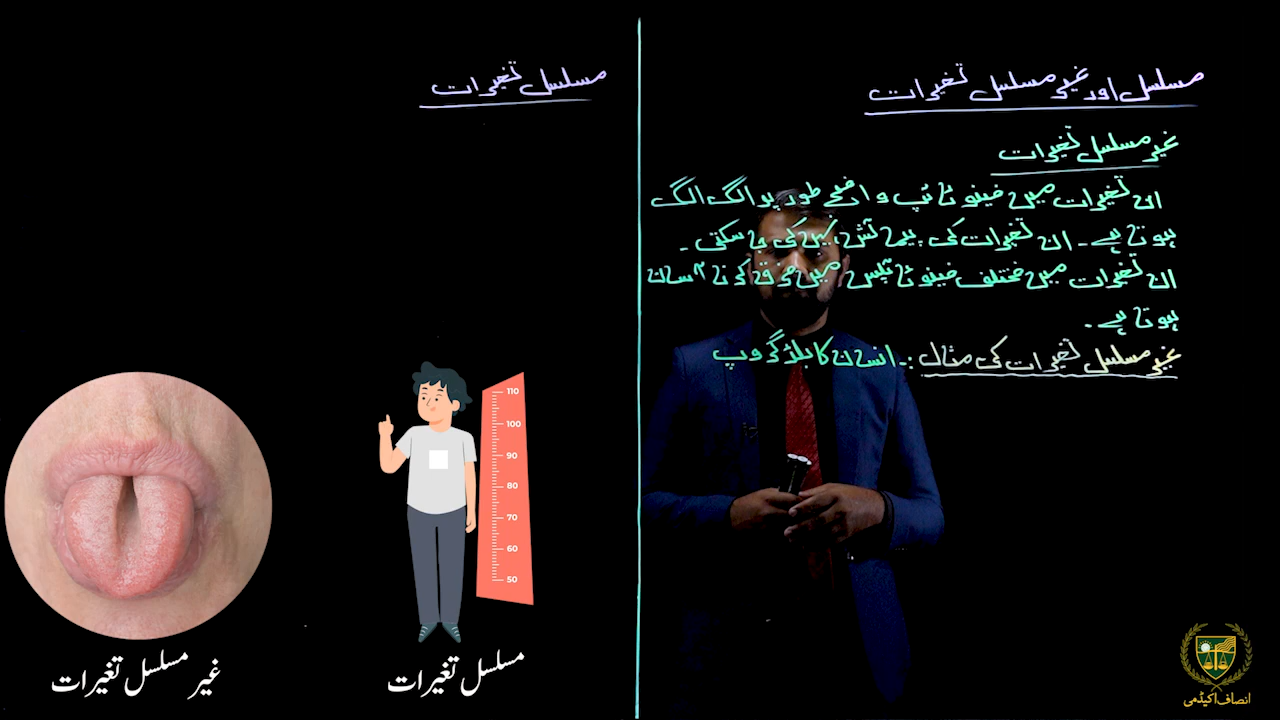 مسلسل اور غیر مسلسل تغیرات
غیر مسلسل تغیرات
ان تغیرات میں فینوٹائپ واضح طور پر الگ الگ
ہوتا ہے۔ ان تغیرات کی پیمائش نہیں کی جا سکتی۔
ان تغیرات میں مختلف فینوٹائپس میں فرق کرنا آسان
ہوتا ہے۔
غیر مسلسل تغیرات کی مثال :۔ انسان کا بلڈ گروپ
مسلسل تغیرات
110
100
90
80
70
60
50
مسلسل تغیرات
غیر مسلسل تغیرات
انصاف اکیڈمی